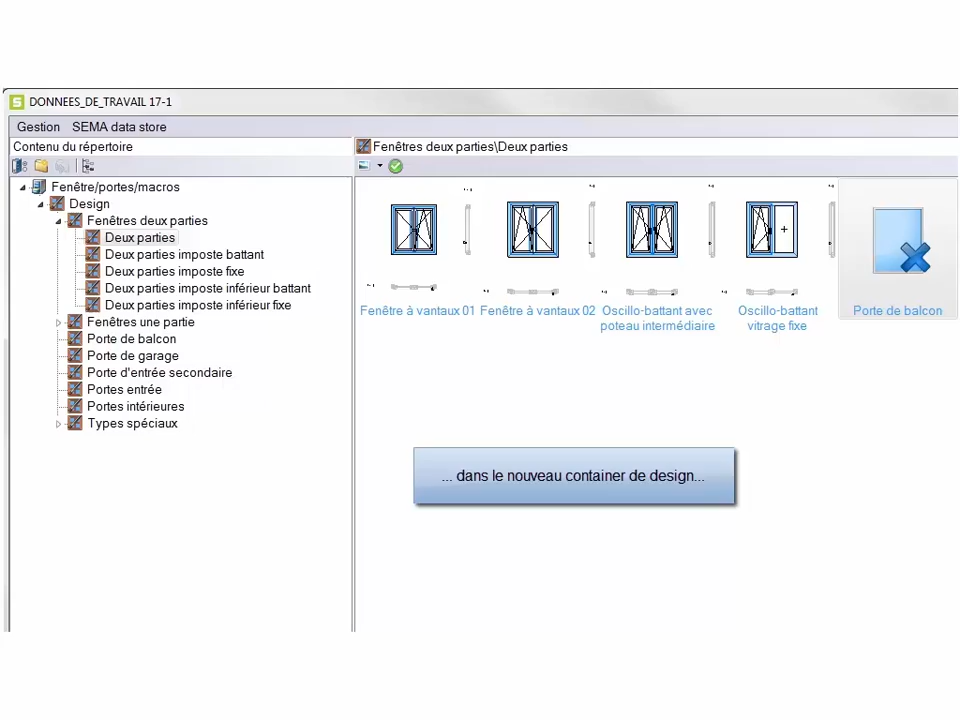 DONNEES_DE_TRAVAIL 17-1
Gestion SEMA data store
Contenu du répertoire
Fenêtres deux parties\Deux parties
Fenêtre/portes/macros
Design
Fenêtres deux parties
Deux parties
Deux parties imposte battant
Deux parties imposte fixe
Deux parties imposte inférieur battant
Deux parties imposte inférieur fixe
Fenêtres une partie
Porte de balcon
Porte de garage
Porte d'entrée secondaire
Portes entrée
Portes intérieures
Types spéciaux
Fenêtre à vantaux 01
Fenêtre à vantaux 02
Oscillo-battant avec
poteau intermédiaire
Oscillo-battant
vitrage fixe
Porte de balcon
... dans le nouveau container de design...